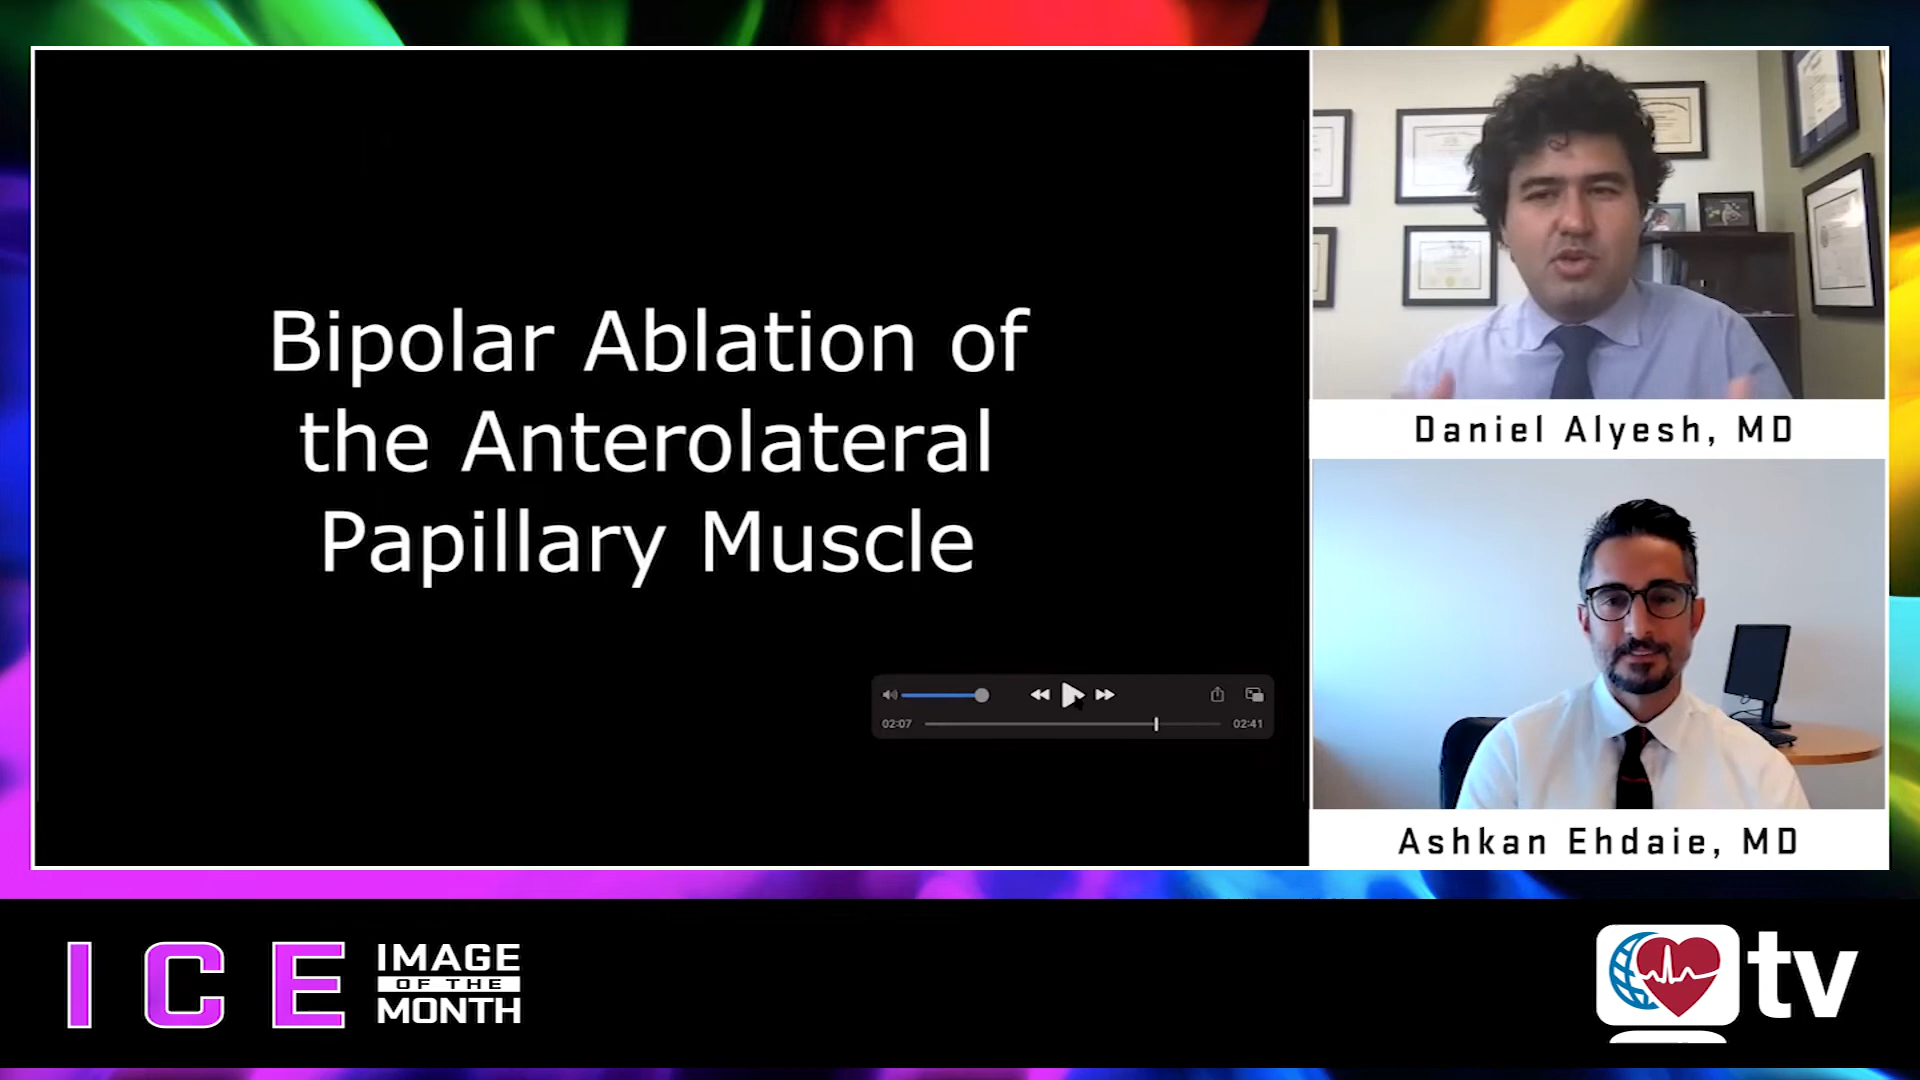 Bipolar Ablation of
the Anterolateral
Papillary Muscle
02:07
02:41
Daniel Alyesh, MD
Ashkan Ehdaie, MD
ICE
IMAGE
OF THE
MONTH
tv